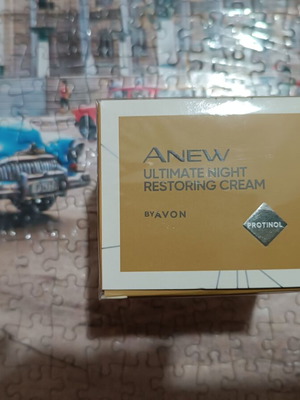 ANEW
ULTIMATE NIGHT
RESTORING CREAM
BY AVON
PROTINOL